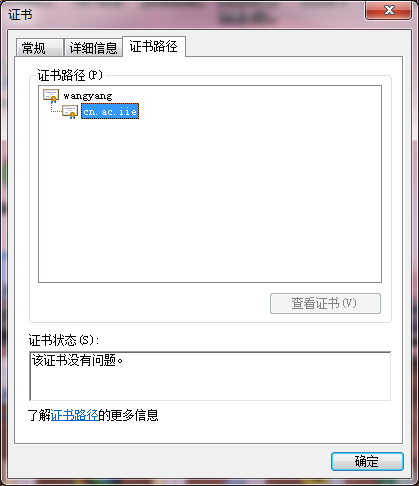 证书
常规
详细信息
证书路径
证书路径(P)
wangyang
cn.ac.iie
查看证书(V)
证书状态(S):
该证书没有问题。
了解证书路径的更多信息
确定